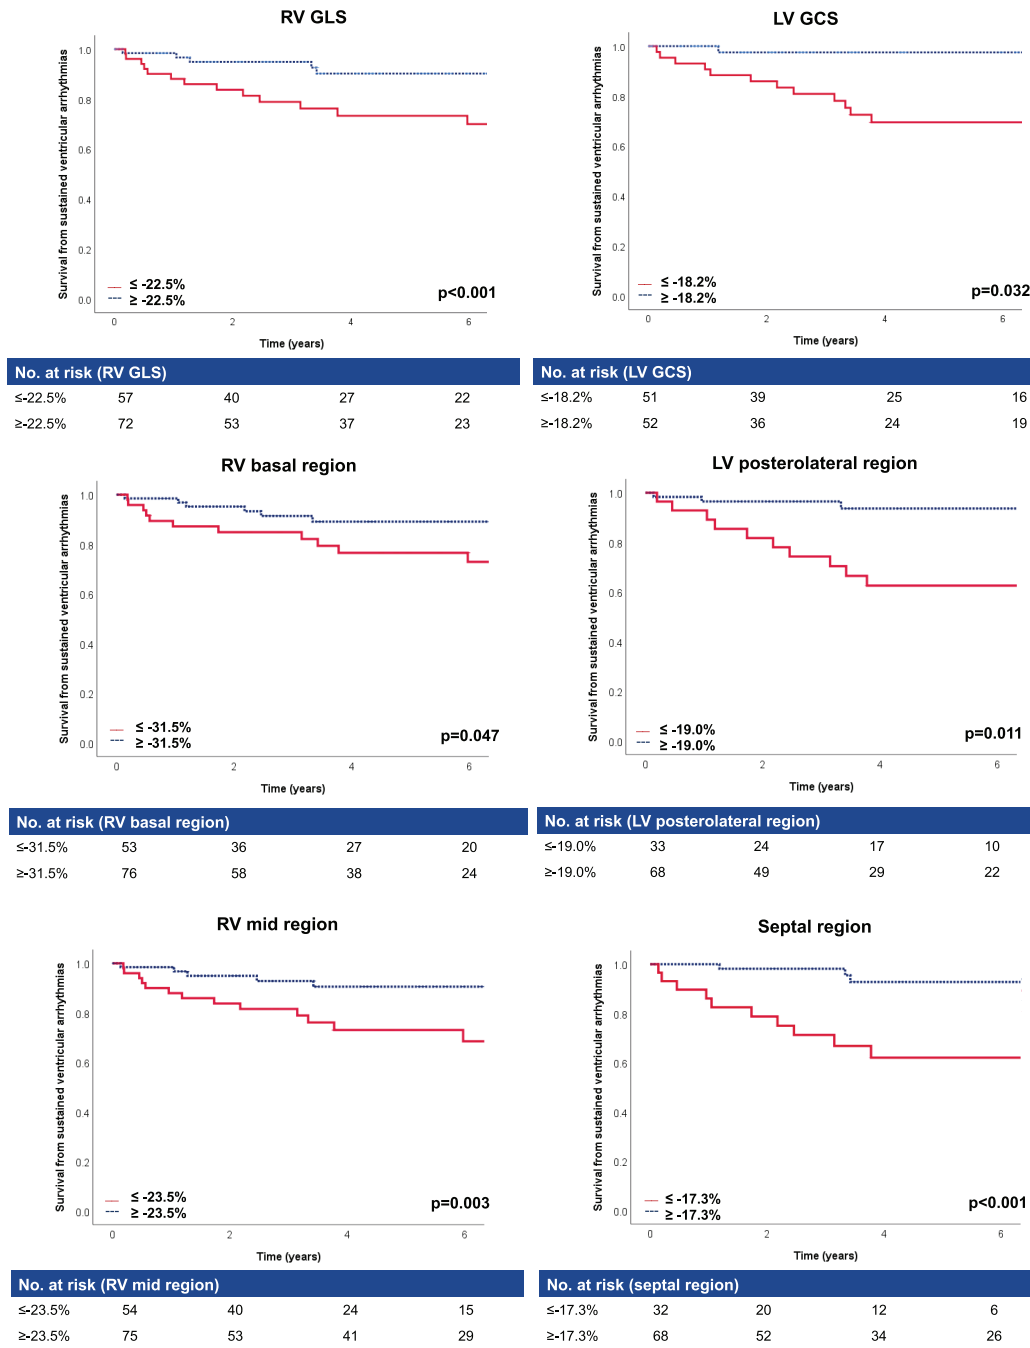 RV GLS
Survival from sustained ventricular arrhythmias
1.0
0.8
0.6
0.4
0.2
0.0
≤ -22.5%
≥ -22.5%
p<0.001
0 2 4 6
Time (years)
No. at risk (RV GLS)
≤-22.5% 57 40 27 22
≥-22.5% 72 53 37 23
LV GCS
Survival from sustained ventricular arrhythmias
1.0
0.8
0.6
0.4
0.2
0.0
≤ -18.2%
≥ -18.2%
p=0.032
0 2 4 6
Time (years)
No. at risk (LV GCS)
≤-18.2% 51 39 25 16
≥-18.2% 52 36 24 19
RV basal region
Survival from sustained ventricular arrhythmias
1.0
0.8
0.6
0.4
0.2
0.0
≤ -31.5%
≥ -31.5%
p=0.047
0 2 4 6
Time (years)
No. at risk (RV basal region)
≤-31.5% 53 36 27 20
≥-31.5% 76 58 38 24
LV posterolateral region
Survival from sustained ventricular arrhythmias
1.0
0.8
0.6
0.4
0.2
0.0
≤ -19.0%
≥ -19.0%
p=0.011
0 2 4 6
Time (years)
No. at risk (LV posterolateral region)
≤-19.0% 33 24 17 10
≥-19.0% 68 49 29 22
RV mid region
Survival from sustained ventricular arrhythmias
1.0
0.8
0.6
0.4
0.2
0.0
≤ -23.5%
≥ -23.5%
p=0.003
0 2 4 6
Time (years)
No. at risk (RV mid region)
≤-23.5% 54 40 24 15
≥-23.5% 75 53 41 29
Septal region
Survival from sustained ventricular arrhythmias
1.0
0.8
0.6
0.4
0.2
0.0
≤ -17.3%
≥ -17.3%
p<0.001
0 2 4 6
Time (years)
No. at risk (septal region)
≤-17.3% 32 20 12 6
≥-17.3% 68 52 34 26